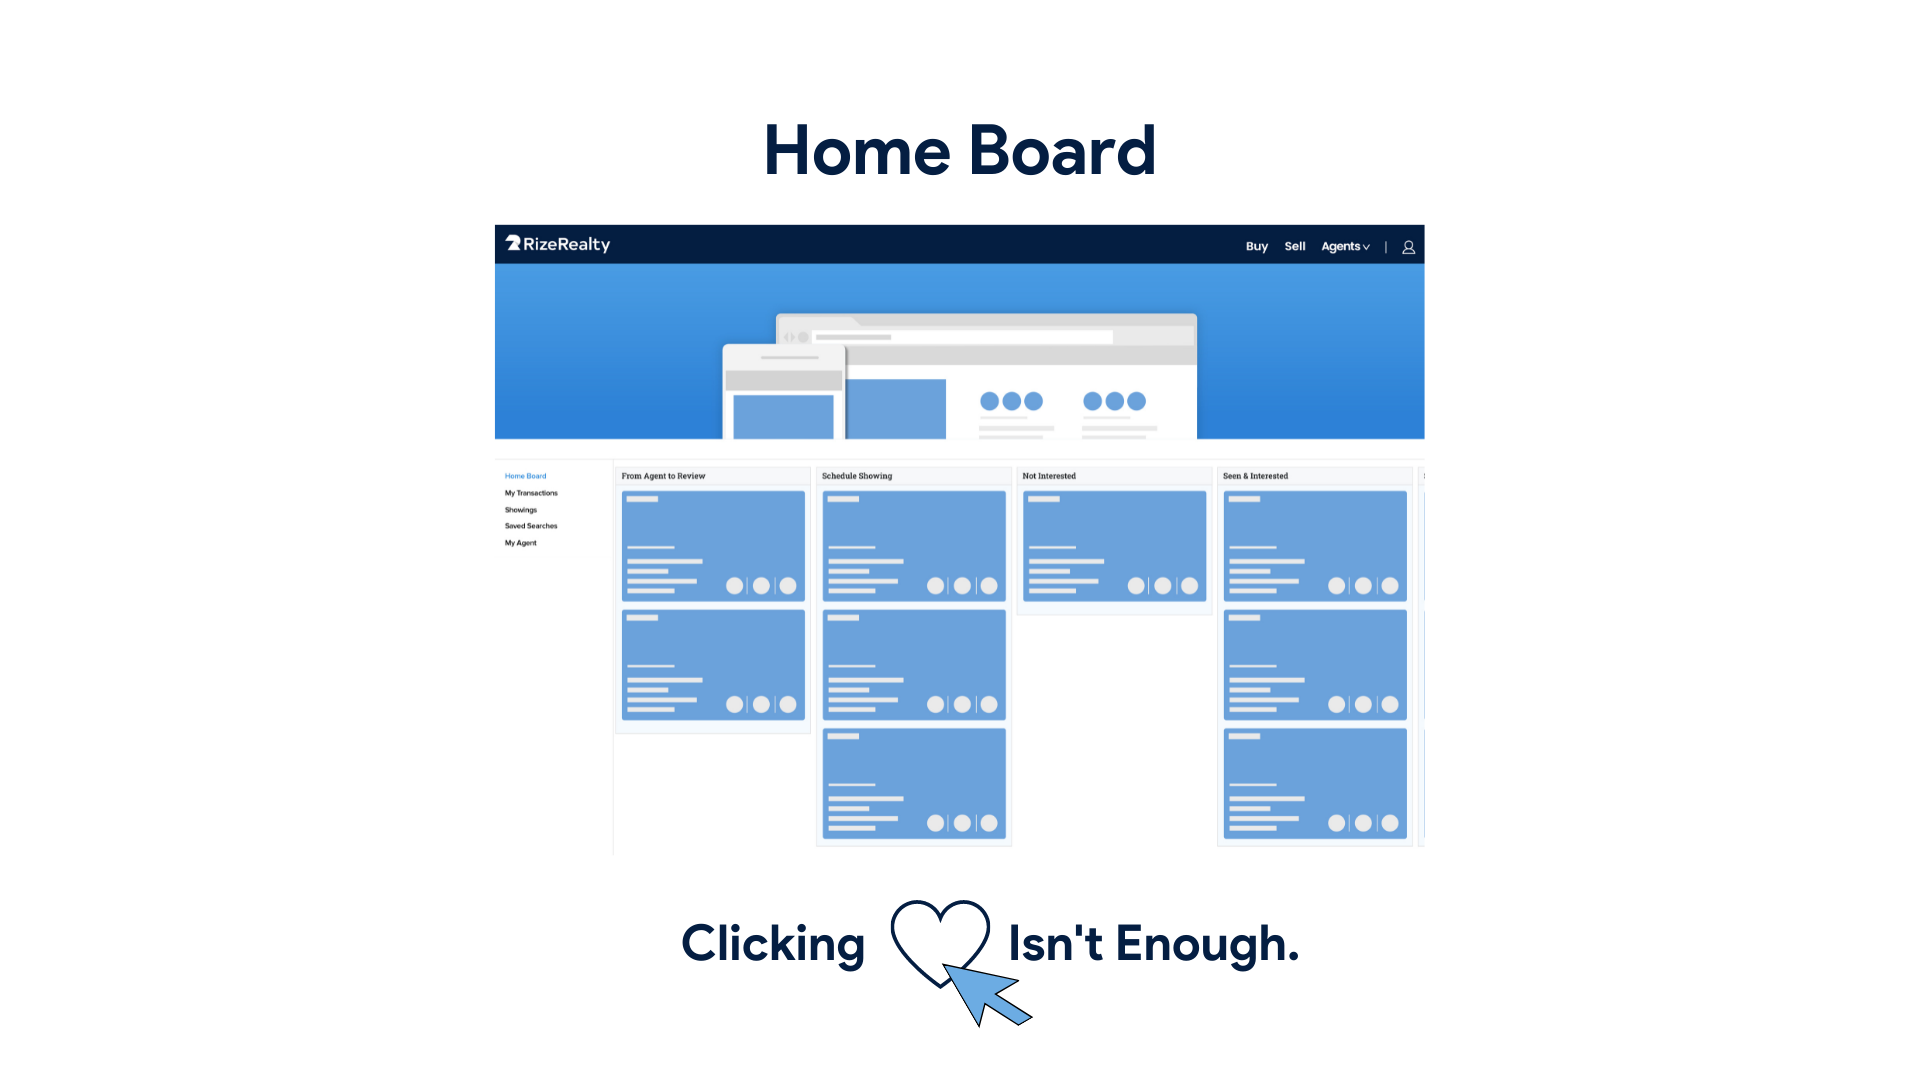 Home Board
RizeRealty
Buy Sell Agents |
Home Board
My Transactions
Showings
Saved Searches
My Agent
From Agent to Review
Schedule Showing
Not Interested
Seen & Interested
Clicking Isn't Enough.